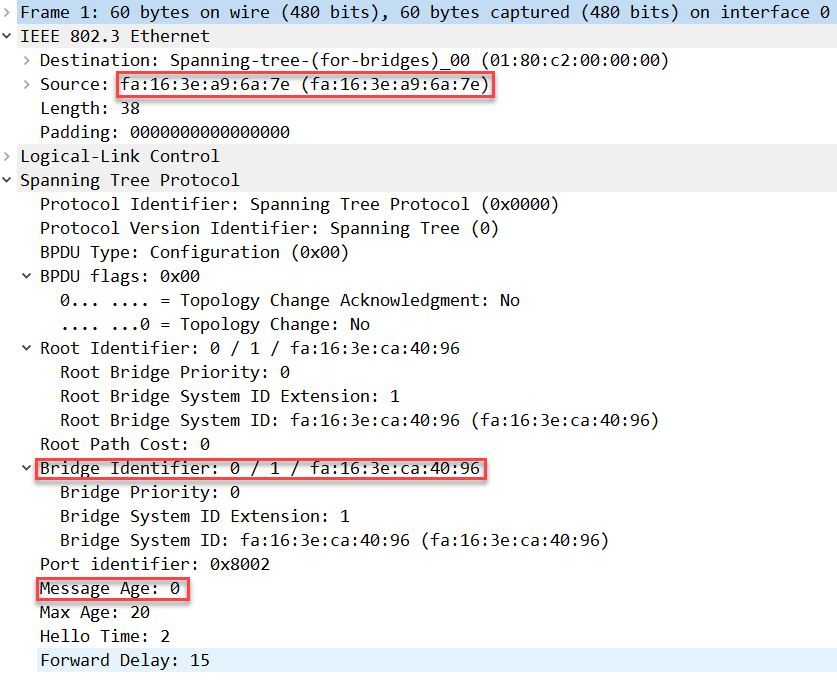 Frame 1: 60 bytes on wire (480 bits), 60 bytes captured (480 bits) on interface 0
IEEE 802.3 Ethernet
Destination: Spanning-tree-(for-bridges)_00 (01:80:c2:00:00:00)
Source: fa:16:3e:a9:6a:7e (fa:16:3e:a9:6a:7e)
Length: 38
Padding: 0000000000000000
Logical-Link Control
Spanning Tree Protocol
Protocol Identifier: Spanning Tree Protocol (0x0000)
Protocol Version Identifier: Spanning Tree (0)
BPDU Type: Configuration (0x00)
BPDU flags: 0x00
0... .... = Topology Change Acknowledgment: No
.... ...0 = Topology Change: No
Root Identifier: 0 / 1 / fa:16:3e:ca:40:96
Root Bridge Priority: 0
Root Bridge System ID Extension: 1
Root Bridge System ID: fa:16:3e:ca:40:96 (fa:16:3e:ca:40:96)
Root Path Cost: 0
Bridge Identifier: 0 / 1 / fa:16:3e:ca:40:96
Bridge Priority: 0
Bridge System ID Extension: 1
Bridge System ID: fa:16:3e:ca:40:96 (fa:16:3e:ca:40:96)
Port identifier: 0x8002
Message Age: 0
Max Age: 20
Hello Time: 2
Forward Delay: 15